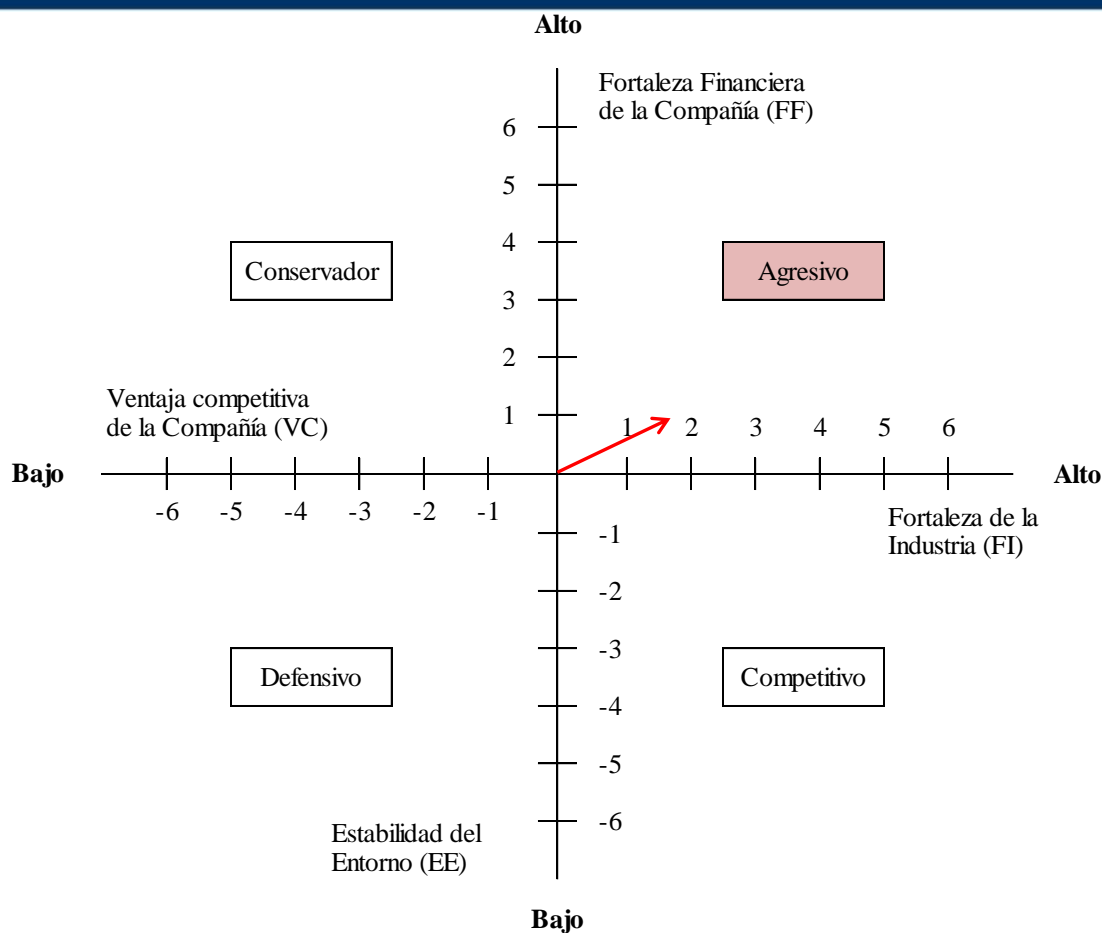 Alto
Fortaleza Financiera
de la Compañía (FF)
6
5
4
3
2
1
Conservador
Agresivo
Ventaja competitiva
de la Compañía (VC)
1 2 3 4 5 6
Bajo
Alto
-6 -5 -4 -3 -2 -1
Fortaleza de la
Industria (FI)
-1
-2
-3
-4
-5
-6
Defensivo
Competitivo
Estabilidad del
Entorno (EE)
Bajo